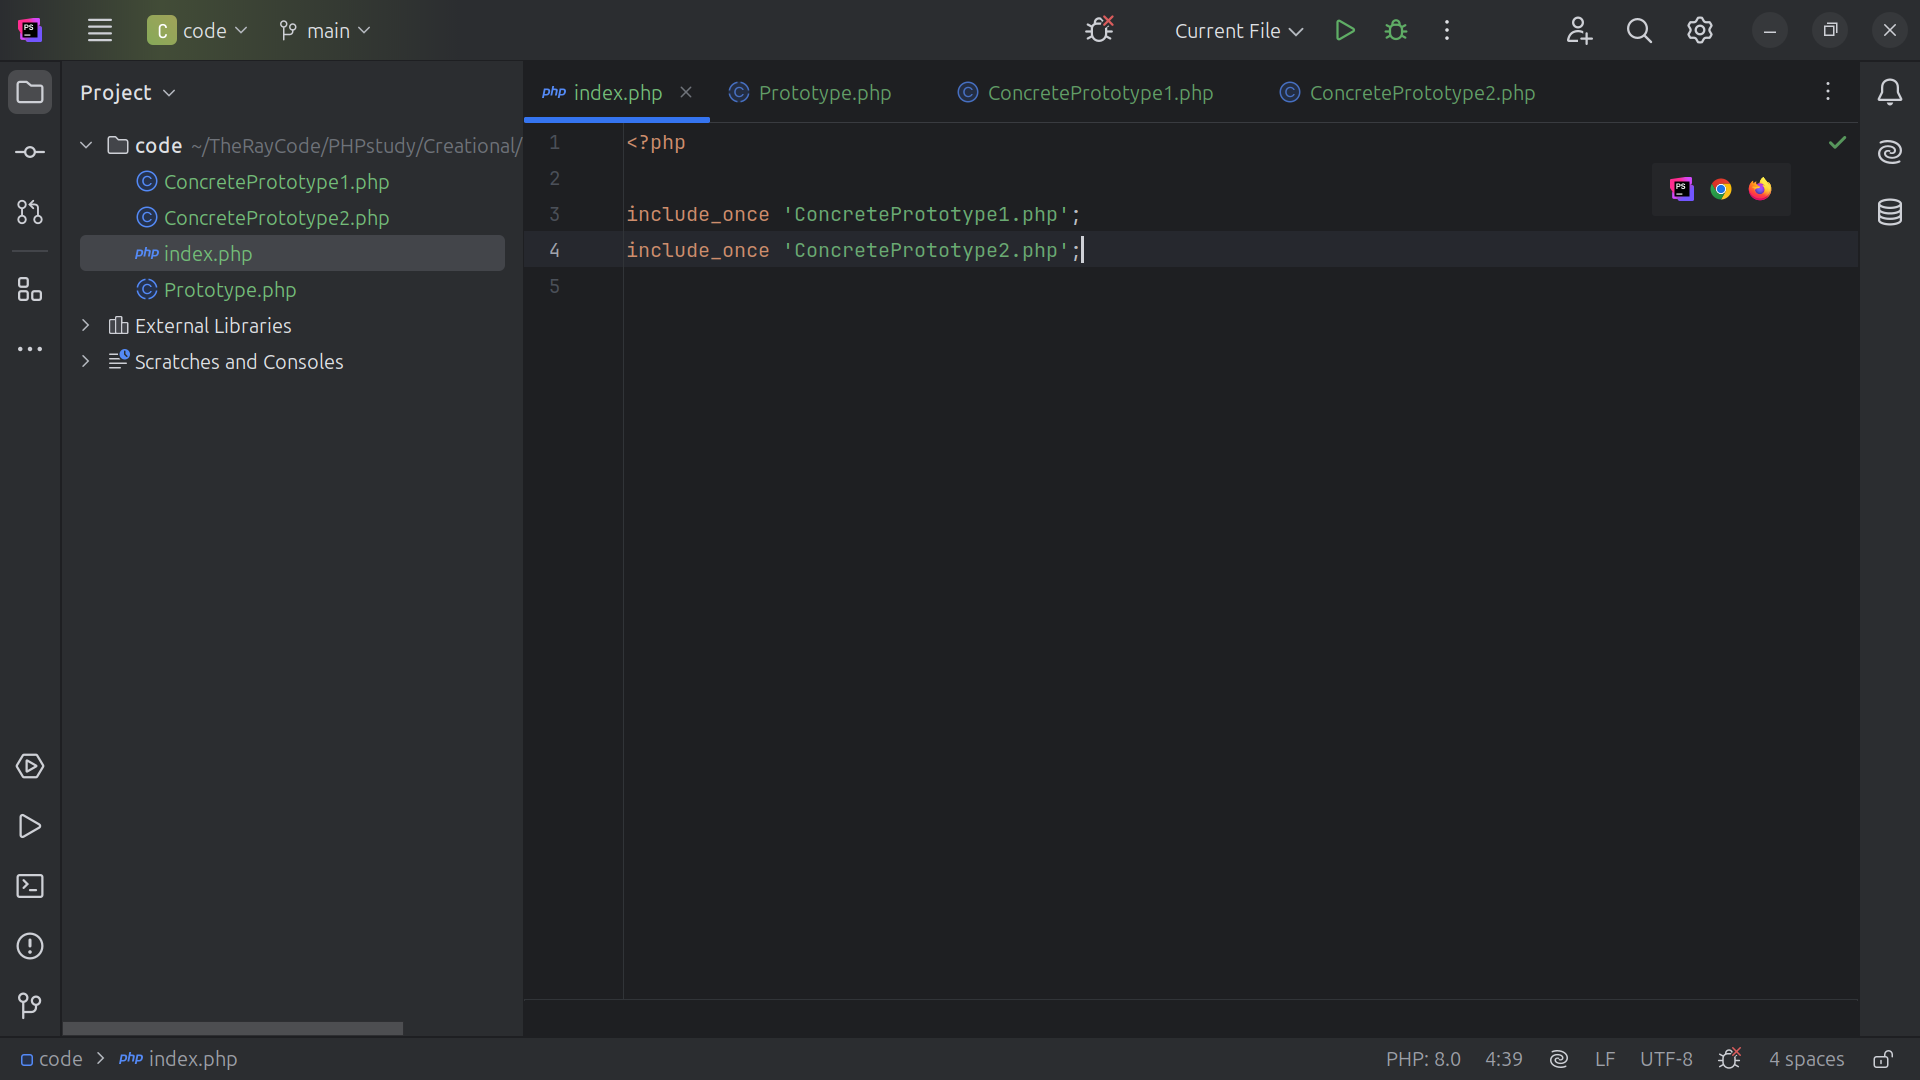 PS
C code main Current File
Project
php index.php Prototype.php ConcretePrototype1.php ConcretePrototype2.php
code ~/TheRayCode/PHPstudy/Creational/
ConcretePrototype1.php
ConcretePrototype2.php
php index.php
Prototype.php
External Libraries
Scratches and Consoles
1 <?php
2
3 include_once 'ConcretePrototype1.php';
4 include_once 'ConcretePrototype2.php';
5
PS
code > php index.php PHP: 8.0 4:39 LF UTF-8 4 spaces